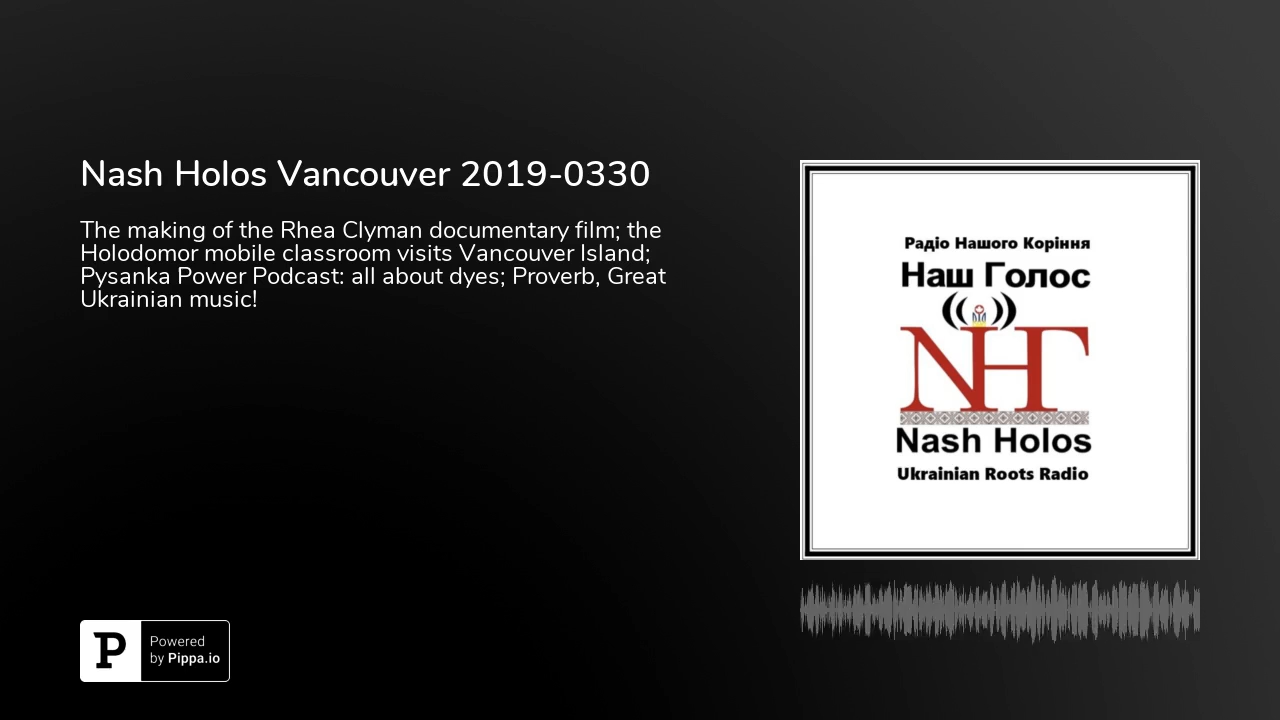 Nash Holos Vancouver 2019-0330
The making of the Rhea Clyman documentary film; the
Holodomor mobile classroom visits Vancouver Island;
Pysanka Power Podcast: all about dyes; Proverb, Great
Ukrainian music!
Радіо Нашого Коріння
Наш Голос
NHГ
Nash Holos
Ukrainian Roots Radio
P
Powered
by Pippa.io